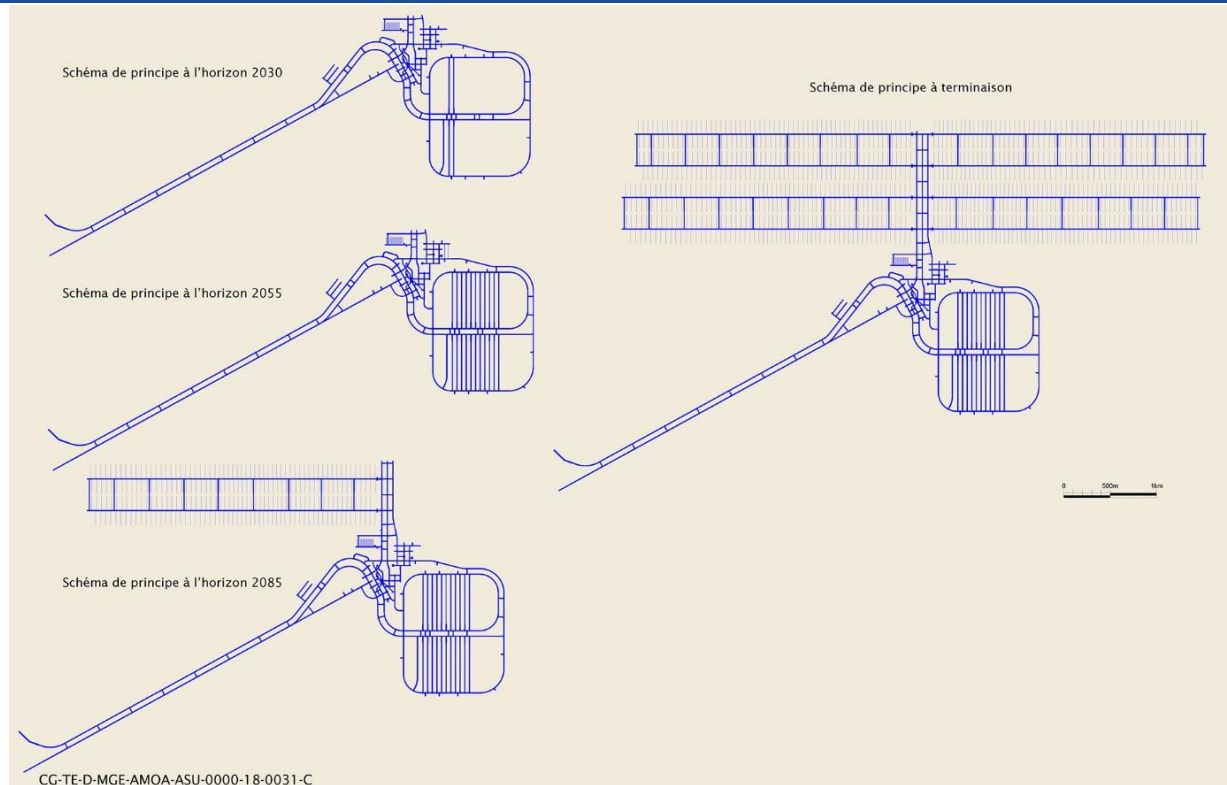 Schéma de principe à l'horizon 2030
Schéma de principe à terminaison
Schéma de principe à l'horizon 2055
0 500m 1km
Schéma de principe à l'horizon 2085
CG-TE-D-MGE-AMOA-ASU-0000-18-0031-C